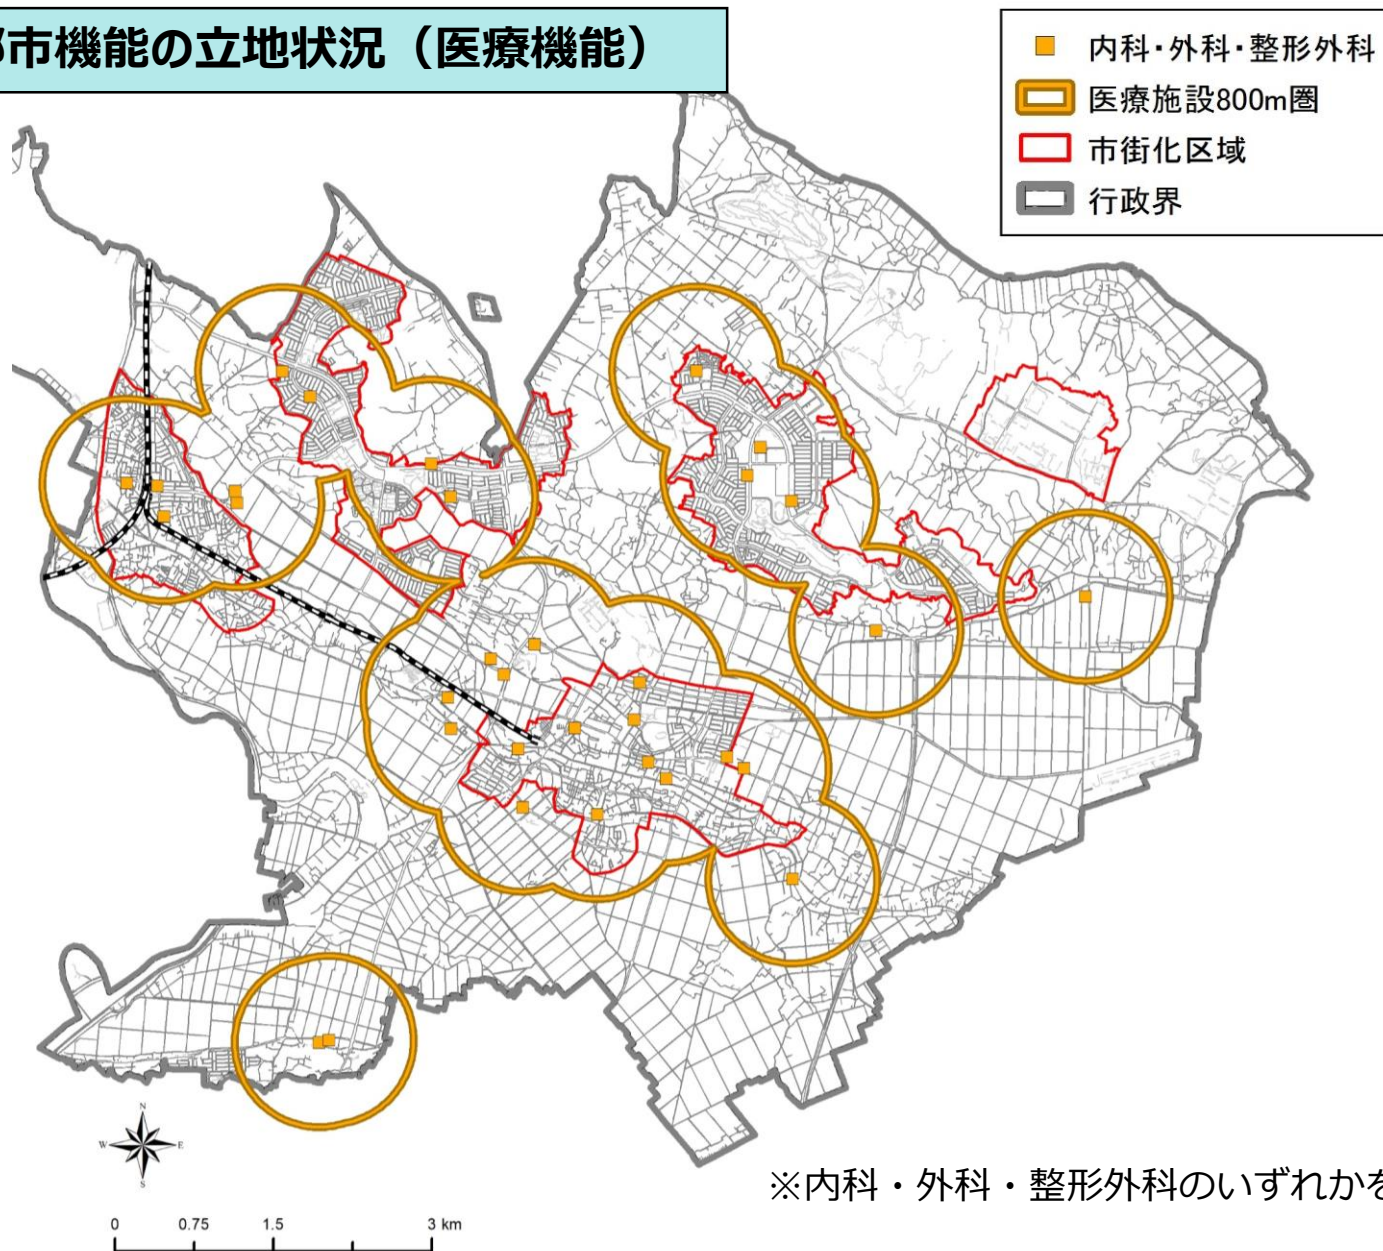 市機能の立地状況（医療機能）
内科・外科・整形外科
医療施設800m圏
市街化区域
行政界
N
W E
S
0 0.75 1.5 3 km
※内科・外科・整形外科のいずれかを